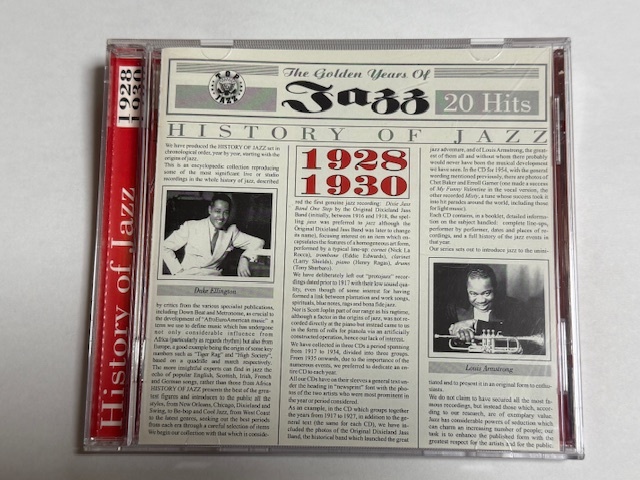 1928
1930
History of Jazz
TOP
JAZZ
The Golden Years Of
Jazz
20 Hits
HISTORY OF JAZZ
We have produced the HISTORY OF JAZZ set in
chronological order, year by year, starting with the
origins of jazz.
This is an encyclopaedic collection reproducing
some of the most significant live or studio
recordings in the whole history of jazz, described
Duke Ellington
by critics from the various specialist publications,
including Down Beat and Metronome, as crucial to
the development of "AfroEuroAmerican music" a
term we use to define music which has undergone
not only considerable influence from
Africa (particularly as regards rhythm) but also from
Europe, a good example being the origin of some key
numbers such as "Tiger Rag" and "High Society",
based on a quadrille and march respectively.
The more insightful experts can find in jazz the
echo of popular English, Scottish, Irish, French
and German songs, rather than those from Africa
HISTORY OF JAZZ presents the best of the grea-
test figures and introduces to the public all the
styles, from New Orleans, Chicago, Dixieland and
Swing, to Be-bop and Cool Jazz, from West Coast
to the latest genres, seeking out the best periods
from each era through a careful selection of items
We begin our collection with that which is conside-
1928
1930
red the first genuine jazz recording: Dixie Jass
Band One Step by the Original Dixieland Jass
Band (initially, between 1916 and 1918, the spel-
ling jass was preferred to jazz although the
Original Dixieland Jass Band was later to change
its name), focusing interest on an item which en-
capsulates the features of a homogeneous art form,
performed by a typical line-up: cornet (Nick La
Rocca), trombone (Eddie Edwards), clarinet
(Larry Shields), piano (Henry Ragas), drums
(Tony Sbarbaro).
We have deliberately left out "protojazz" recor-
dings dated prior to 1917 with their low sound qua-
lity, even though of some interest for having
formed a link between plantation and work songs,
spirituals, blue notes, rags and bona fide jazz.
Nor is Scott Joplin part of our range as his ragtime,
although a factor in the origins of jazz, was not re-
corded directly at the piano but instead came to us
in the form of rolls for pianola via an artificially
constructed operation, hence our lack of interest.
We have collected in three CDs a period spanning
from 1917 to 1934, divided into three groups.
From 1935 onwards, due to the importance of the
numerous events, we preferred to dedicate an en-
tire CD to each year.
All our CDs have on their sleeves a general text un-
der the heading in "newsprint" font with the pho-
tos of the two artists who were most prominent in
the year or period considered.
As an example, in the CD which groups together
the years from 1917 to 1927, in addition to the ge-
neral text (the same for each CD), we have in-
cluded the photos of the Original Dixieland Jass
Band, the historical band which launched the great
jazz adventure, and of Louis Armstrong, the great-
er of them all and without whom there probably
would never have been the musical development
we have seen. In the CD for 1954, with the general
wording mentioned previously, there are photos of
Chet Baker and Erroll Garner (one made a success
of My Funny Valentine in the vocal version, the
other recorded Misty, a tune whose success took it
into hit parades around the world, including those
for light music).
Each CD contains, in a booklet, detailed informa-
tion on the subject handled: complete line-ups,
performer by performer, dates and places of re-
cordings, and a full history of the jazz events in
that year.
Our series sets out to introduce jazz to the unini-
Louis Armstrong
tiated and to present it in an original form to enthu-
siasts.
We do not claim to have secured all the most fa-
mous recordings, but instead those which, accor-
ding to our research, are of exemplary value.
Jazz has considerable powers of seduction which
can charm an increasing number of people; our
task is to enhance the published form with the
greatest respect for the artists and for the public.